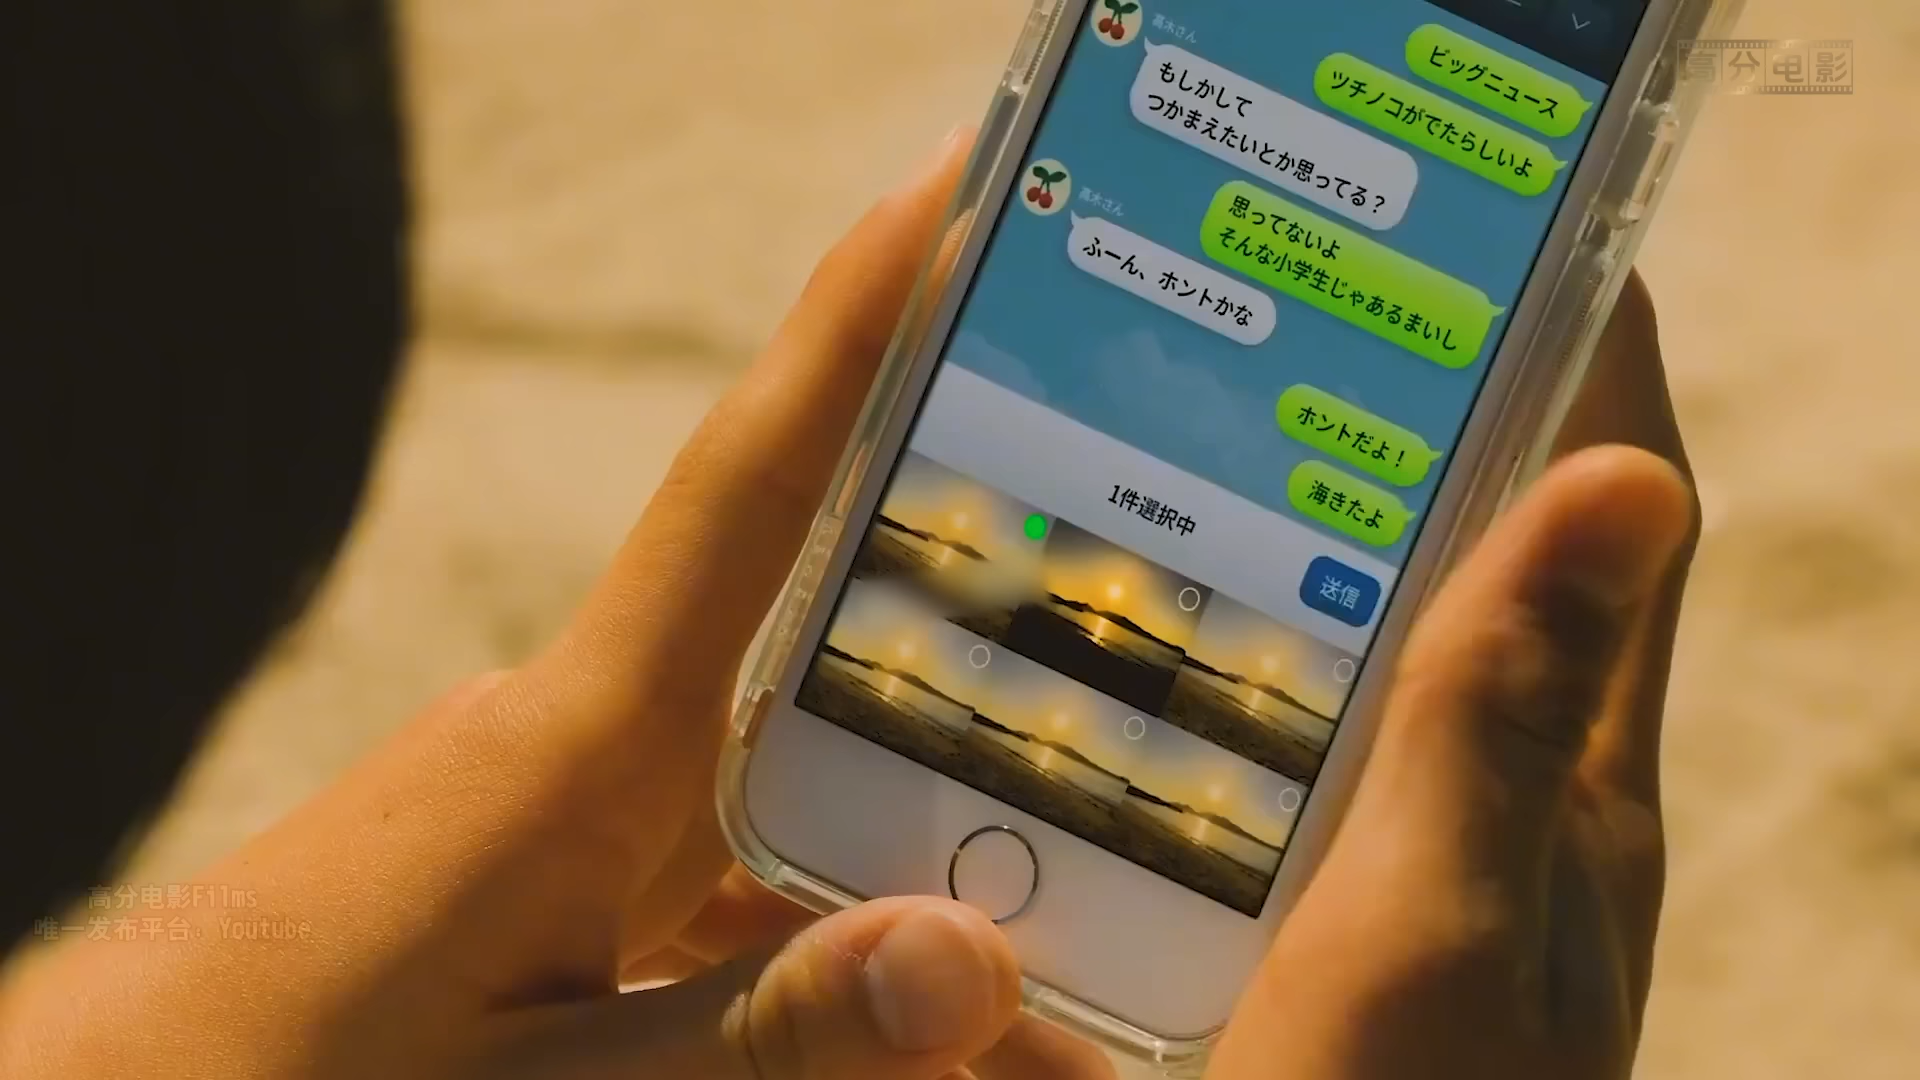 高分电影
ビッグニュース
ツチノコがでたらしいよ
高木さん
もしかして
つかまえたいとか思ってる？
思ってないよ
そんな小学生じゃあるまいし
高木さん
ふーん、ホントかな
ホントだよ！
海きたよ
1件選択中
送信
高分电影Films
唯一发布平台：Youtube